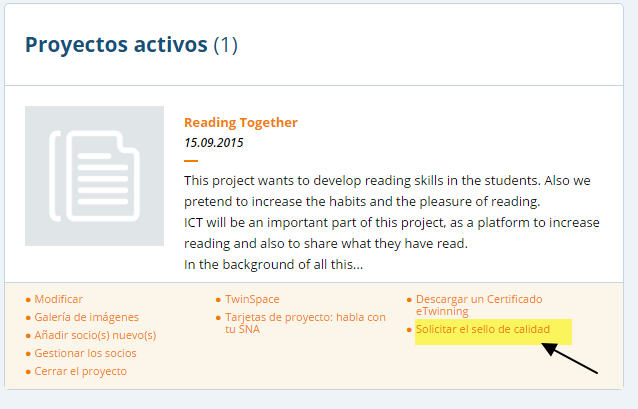 Proyectos activos (1)
Reading Together
15.09.2015
This project wants to develop reading skills in the students. Also we
pretend to increase the habits and the pleasure of reading.
ICT will be an important part of this project, as a platform to increase
reading and also to share what they have read.
In the background of all this...
Modificar
Galería de imágenes
Añadir socio(s) nuevo(s)
Gestionar los socios
Cerrar el proyecto
TwinSpace
Tarjetas de proyecto: habla con
tu SNA
Descargar un Certificado
eTwinning
Solicitar el sello de calidad